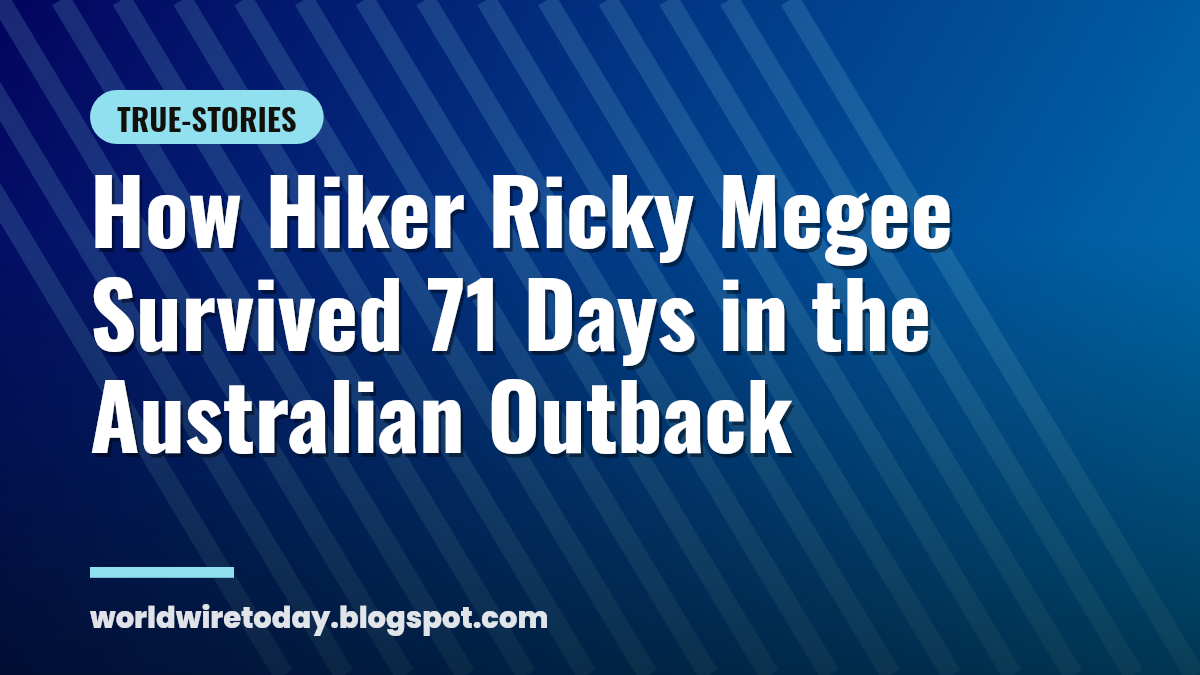 TRUE-STORIES
How Hiker Ricky Megee
Survived 71 Days in the
Australian Outback
worldwiretoday.blogspot.com